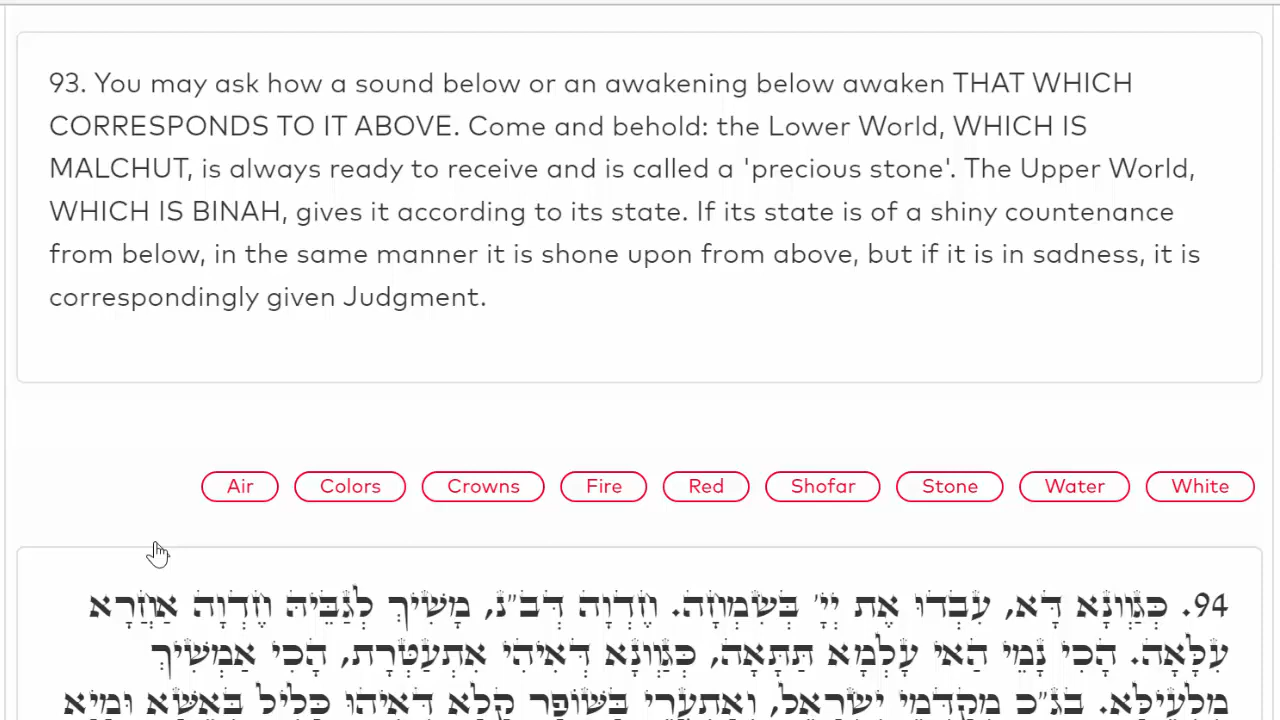 93. You may ask how a sound below or an awakening below awaken THAT WHICH
CORRESPONDS TO IT ABOVE. Come and behold: the Lower World, WHICH IS
MALCHUT, is always ready to receive and is called a 'precious stone'. The Upper World,
WHICH IS BINAH, gives it according to its state. If its state is of a shiny countenance
from below, in the same manner it is shone upon from above, but if it is in sadness, it is
correspondingly given Judgment.
Air Colors Crowns Fire Red Shofar Stone Water White
94. כְּגַוְונָא דָּא, עִבְדוּ אֶת יְיָ' בְּשִׂמְחָה. חֶדְוָה דְּב"נ, מָשִׁיךְ לְגַבֵּיהּ חֶדְוָה אַחֲרָא
עִלָּאָה. הָכִי נָמֵי הַאי עָלְמָא תַּתָּאָה, כְּגַוְונָא דְּאִיהִי אִתְעַטְּרַת, הָכִי אַמְשִׁיךְ
מִלְעֵילָּא. בג"כ מְקַדְּמֵי יִשְׂרָאֵל, וְאִתְעֲרֵי בְּשׁוֹפָר קָלָא דְּאִיהוּ כָּלִיל בְּאֶשָּׁא וּמַיָא